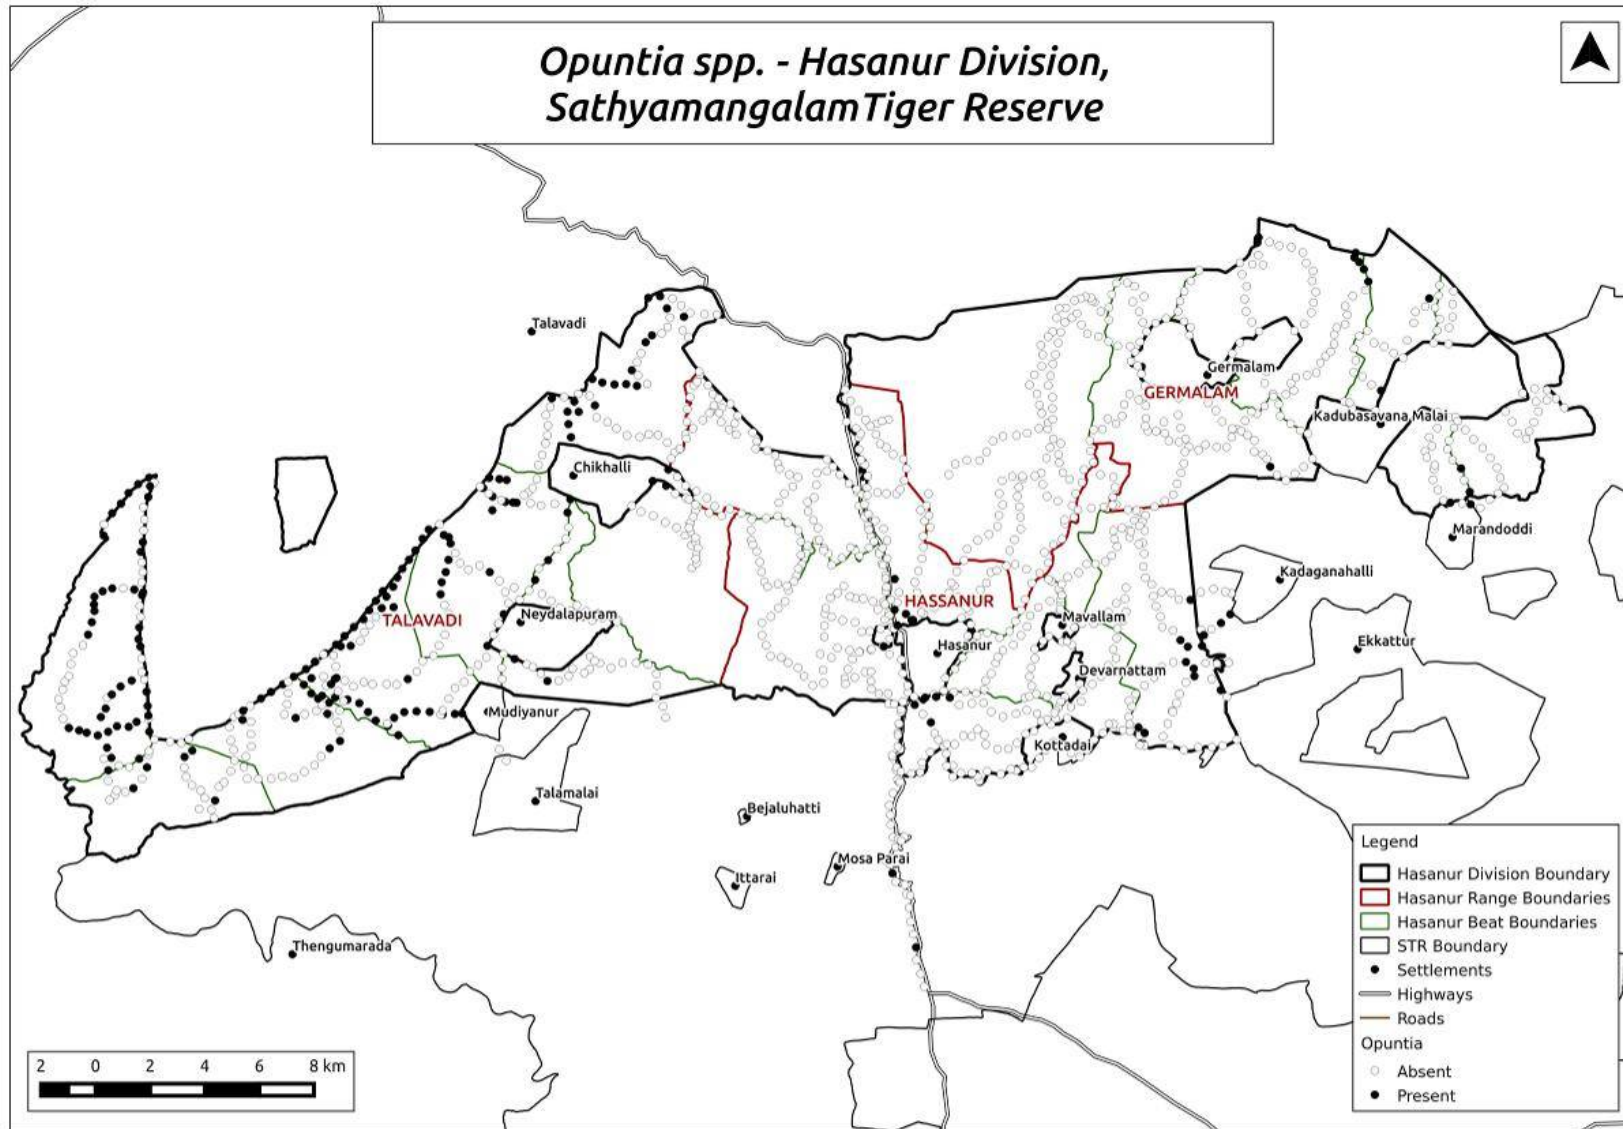 Opuntia spp. - Hasanur Division,
SathyamangalamTiger Reserve
Talavadi
Germalam
GERMALAM
Kadubasavana Malai
Chikhalli
Marandoddi
Kadaganahalli
HASSANUR
TALAVADI
Neydalapuram
Mavallam
Hasanur
Ekkattur
Devarnattam
Mudiyanur
Kottadai
Talamalai
Bejaluhatti
Mosa Parai
Ittarai
Thengumarada
Legend
Hasanur Division Boundary
Hasanur Range Boundaries
Hasanur Beat Boundaries
STR Boundary
Settlements
Highways
Roads
Opuntia
Absent
Present
2 0 2 4 6 8 km